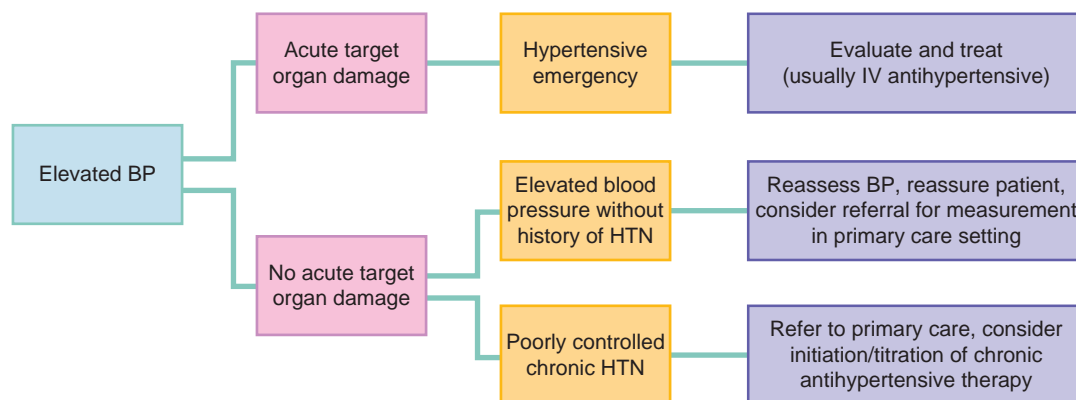 Elevated BP
Acute target
organ damage
Hypertensive
emergency
Evaluate and treat
(usually IV antihypertensive)
No acute target
organ damage
Elevated blood
pressure without
history of HTN
Reassess BP, reassure patient,
consider referral for measurement
in primary care setting
Poorly controlled
chronic HTN
Refer to primary care, consider
initiation/titration of chronic
antihypertensive therapy